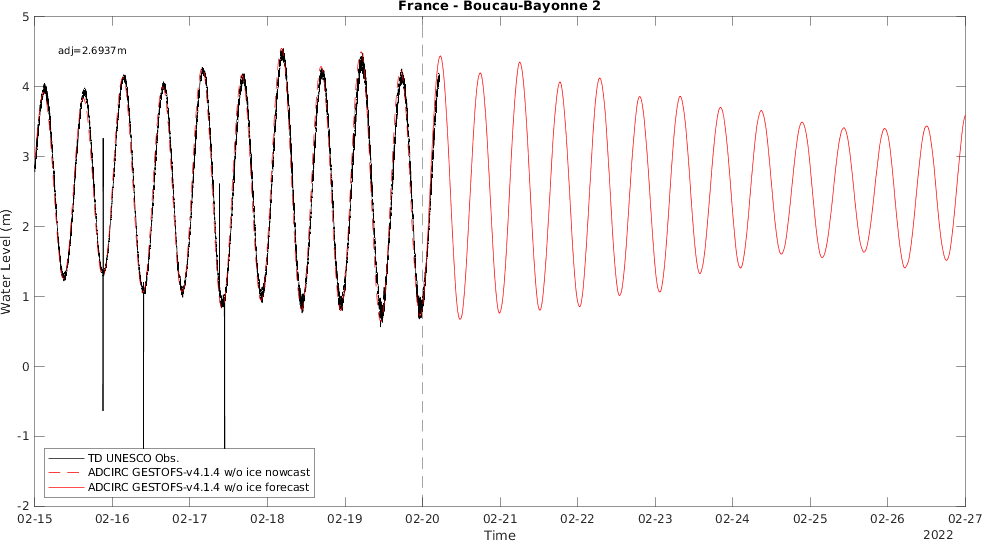 France - Boucau-Bayonne 2
adj=2.6937m
Water Level (m)
5
4
3
2
1
0
-1
-2
TD UNESCO Obs.
ADCIRC GESTOFS-v4.1.4 w/o ice nowcast
ADCIRC GESTOFS-v4.1.4 w/o ice forecast
02-15 02-16 02-17 02-18 02-19 02-20 02-21 02-22 02-23 02-24 02-25 02-26 02-27
Time
2022